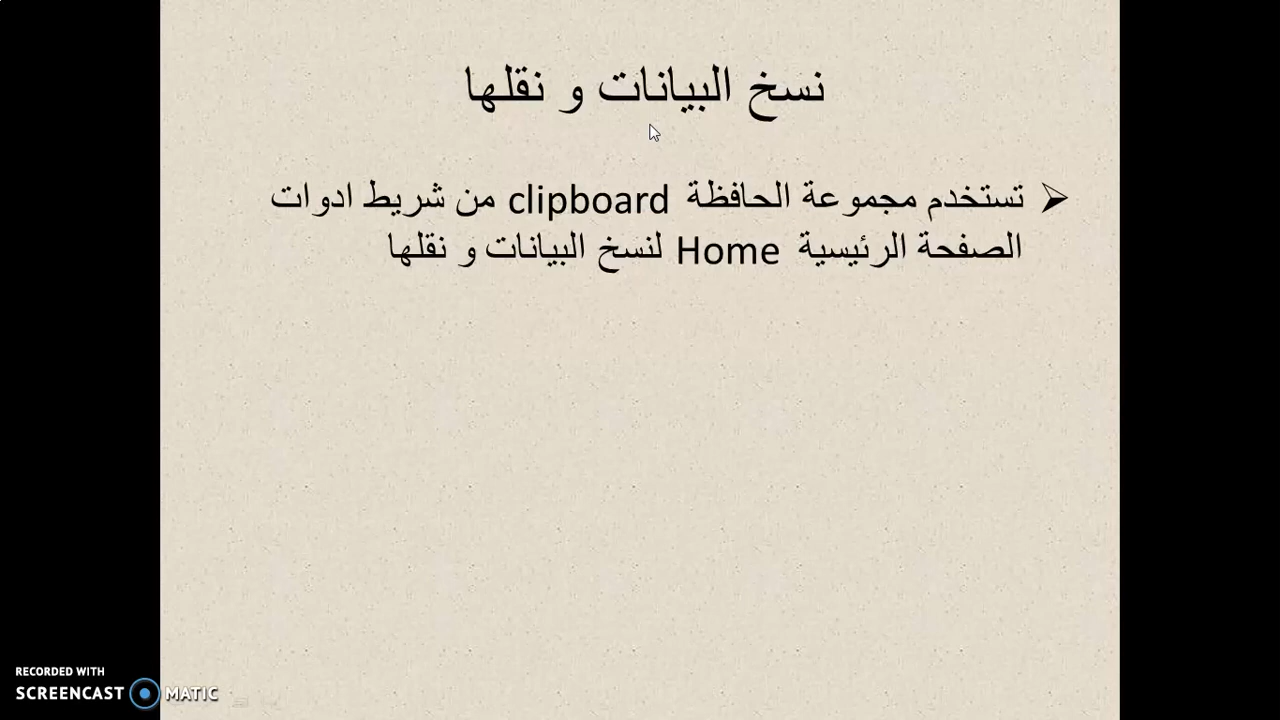 نسخ البيانات و نقلها
تستخدم مجموعة الحافظة clipboard من شريط ادوات
الصفحة الرئيسية Home لنسخ البيانات و نقلها
RECORDED WITH
SCREENCAST MATIC